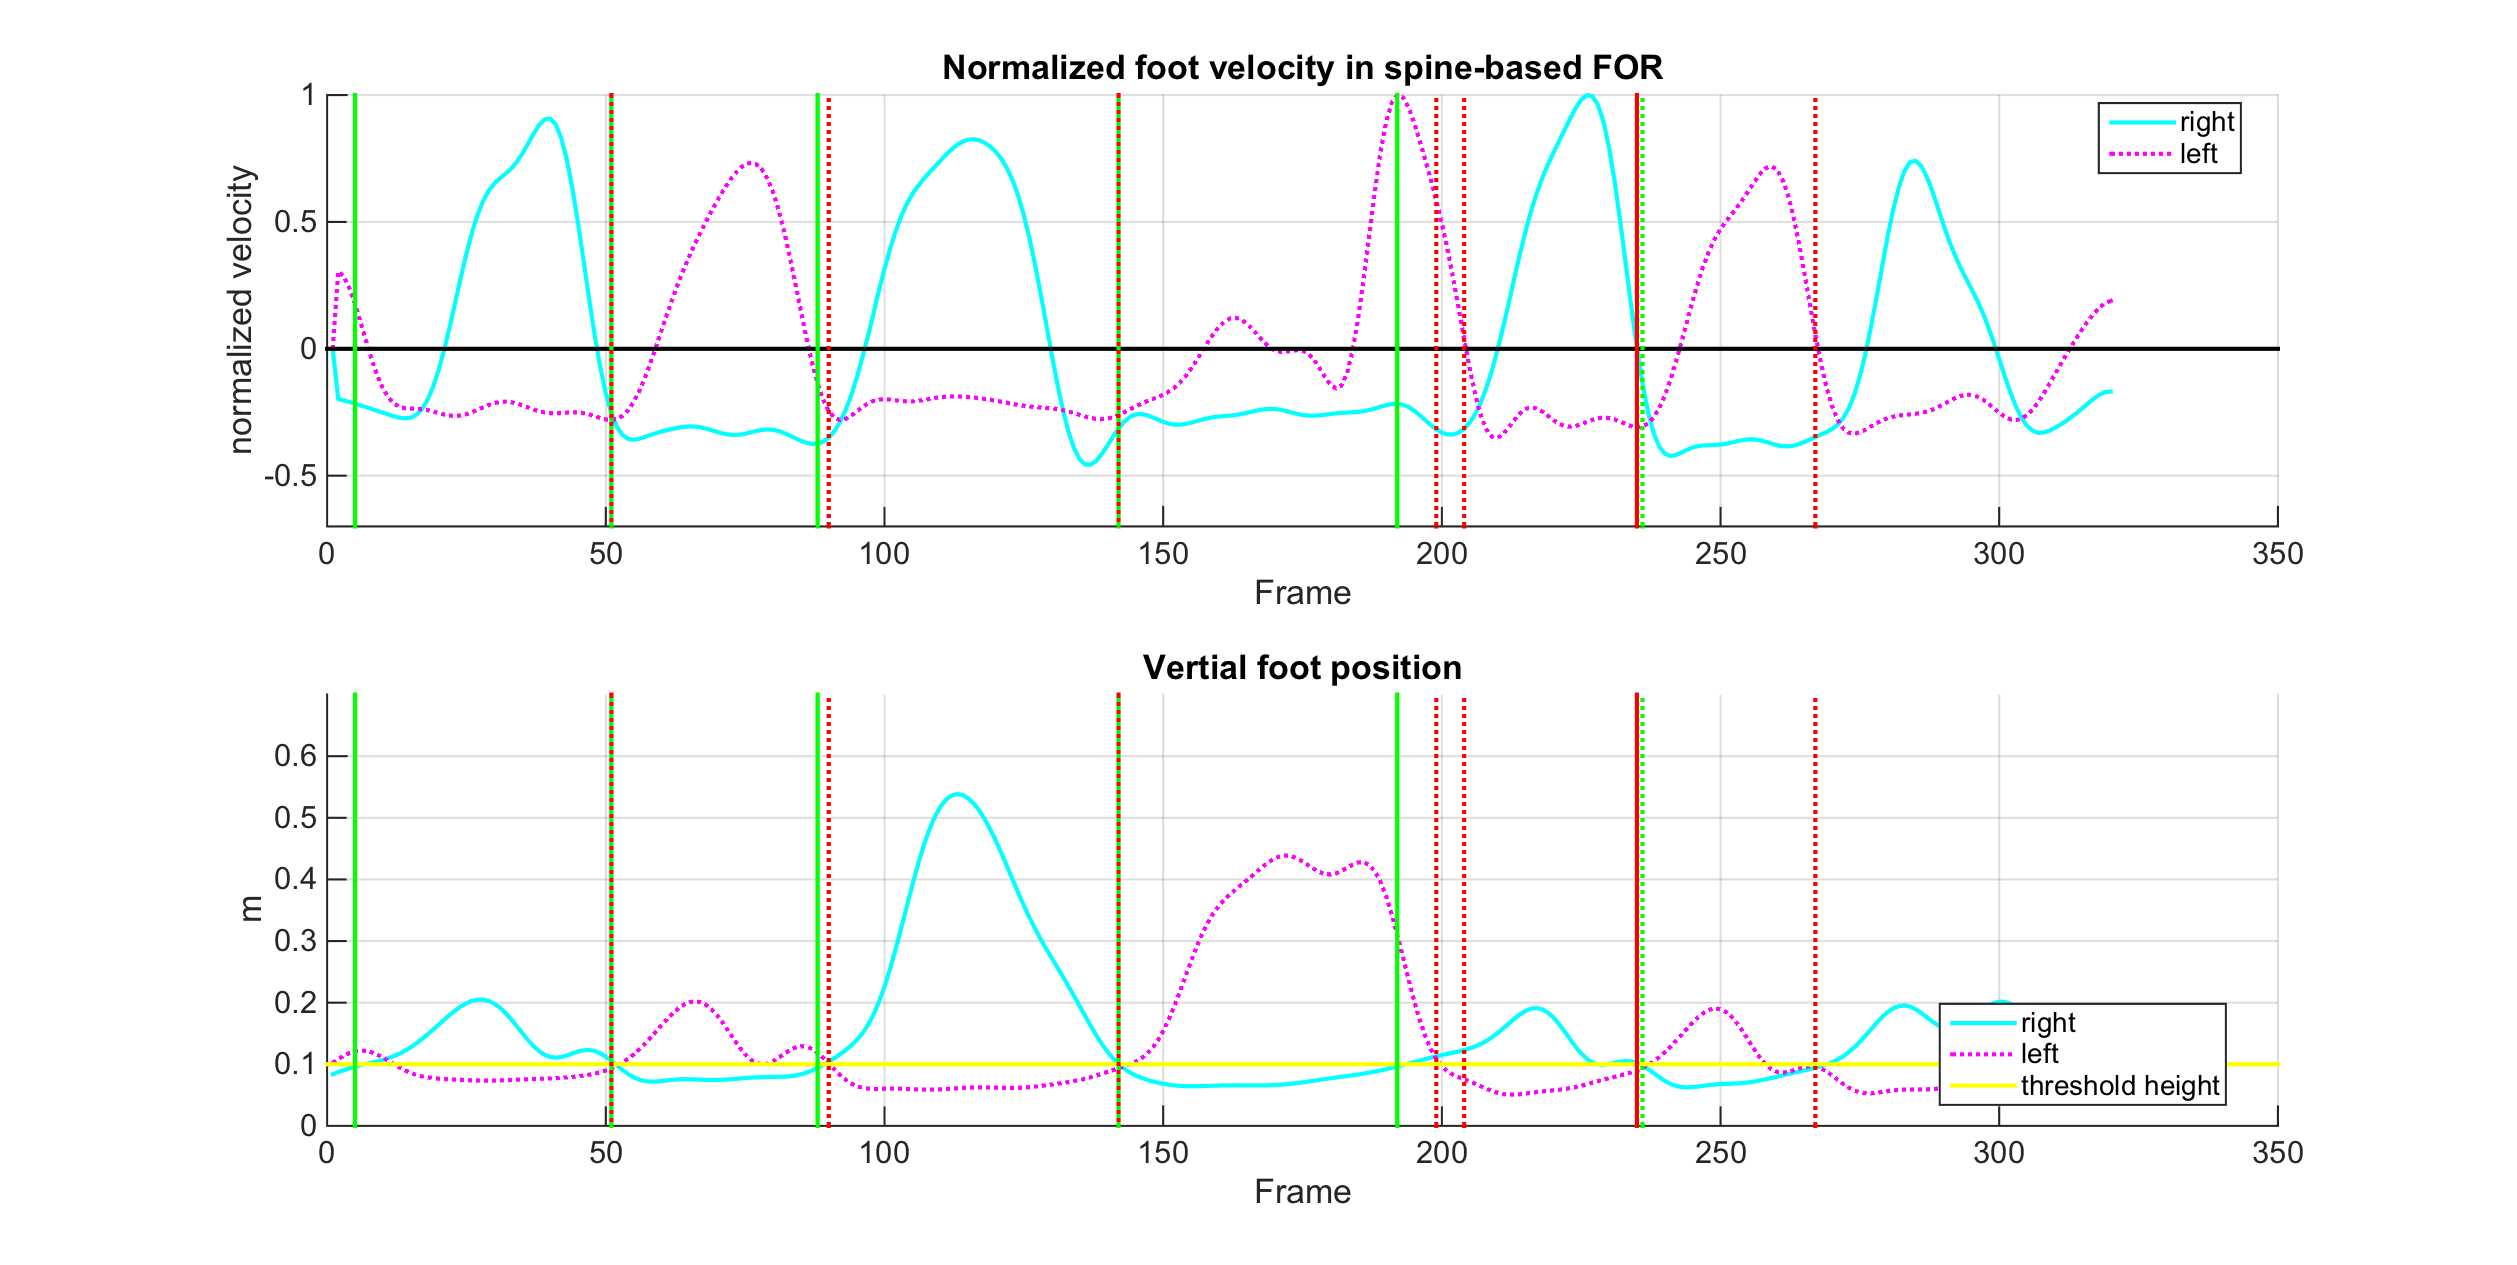 Normalized foot velocity in spine-based FOR
1
0.5
0
-0.5
normalized velocity
right
left
0 50 100 150 200 250 300 350
Frame
Vertial foot position
0.6
0.5
0.4
0.3
0.2
0.1
0
m
right
left
threshold height
0 50 100 150 200 250 300 350
Frame